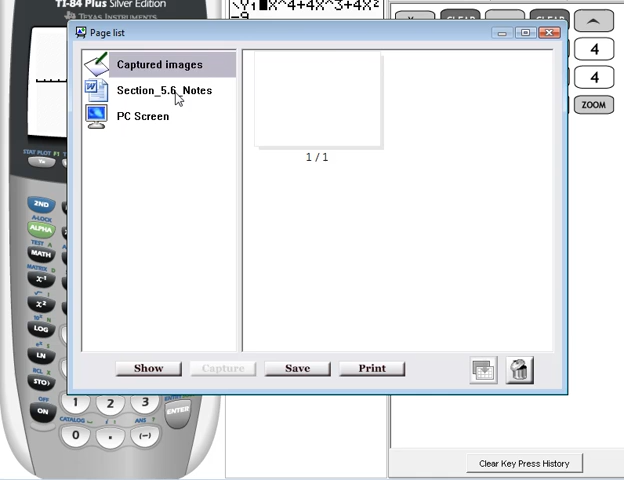 TI-84 Plus Silver Edition
TEXAS INSTRUMENTS
\Y1■X^4+4X^3+4X²
-9
CLEAR
CLEAR
4
4
ZOOM
Page list
Captured images
Section_5.6_Notes
PC Screen
1 / 1
Show
Capture
Save
Print
STAT PLOT F1
Y=
2ND
A-LOCK
ALPHA
TEST A
MATH
MATRIX D
X⁻¹
X²
LOG
LN
RCL X
STO›
OFF
ON
1
2
3
CATALOG
ANS ?
ENTRY
ENTER
0
.
(−)
Clear Key Press History